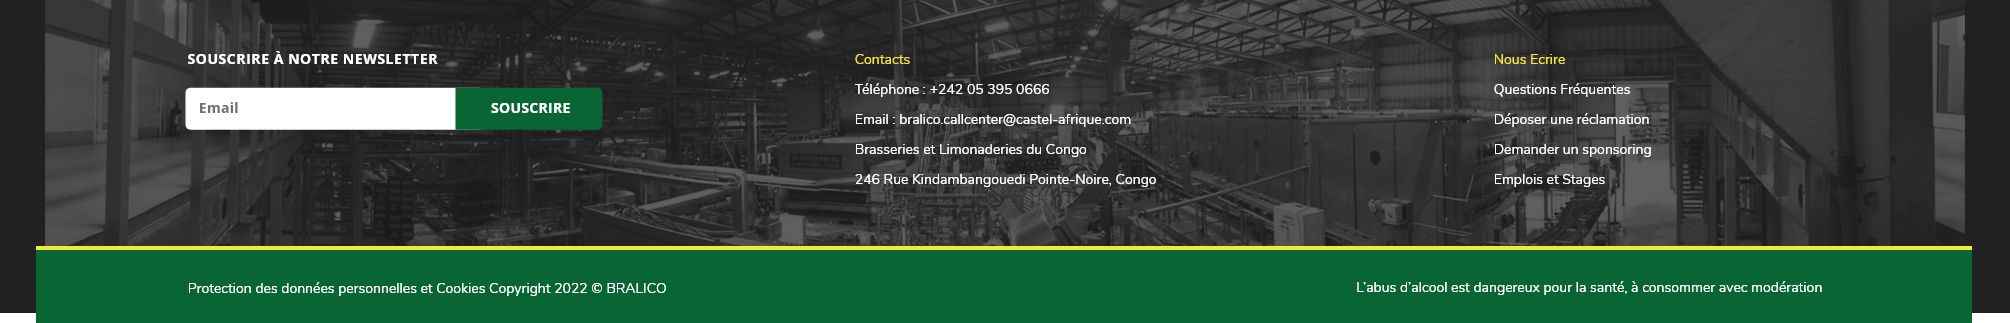 SOUSCRIRE À NOTRE NEWSLETTER
Email
SOUSCRIRE
Contacts
Téléphone : +242 05 395 0666
Email : bralico.callcenter@castel-afrique.com
Brasseries et Limonaderies du Congo
246 Rue Kindambangouedi Pointe-Noire, Congo
Nous Ecrire
Questions Fréquentes
Déposer une réclamation
Demander un sponsoring
Emplois et Stages
Protection des données personnelles et Cookies Copyright 2022 © BRALICO
L’abus d’alcool est dangereux pour la santé, à consommer avec modération